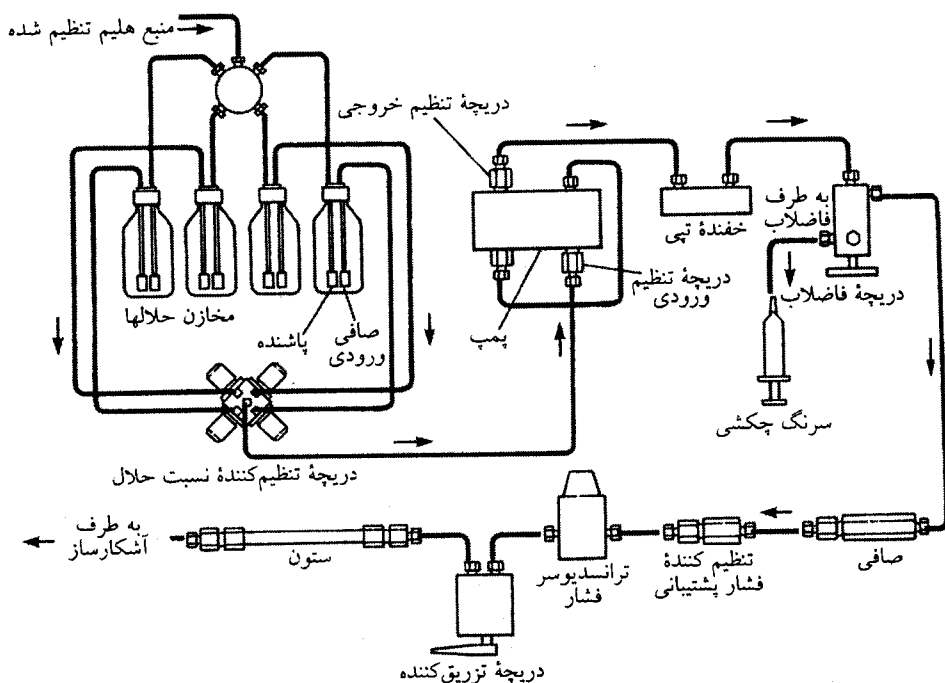 منبع هلیم تنظیم شده
دریچهٔ تنظیم خروجی
به طرف
فاضلاب
خفندهٔ تپی
دریچهٔ تنظیم
ورودی
دریچهٔ فاضلاب
مخازن حلالها
پاشنده
صافی
ورودی
پمپ
سرنگ چکشی
دریچهٔ تنظیم‌کنندهٔ نسبت حلال
به طرف
آشکارساز
ستون
ترانسدیوسر
فشار
تنظیم کنندهٔ
فشار پشتیبانی
صافی
دریچهٔ تزریق‌کننده